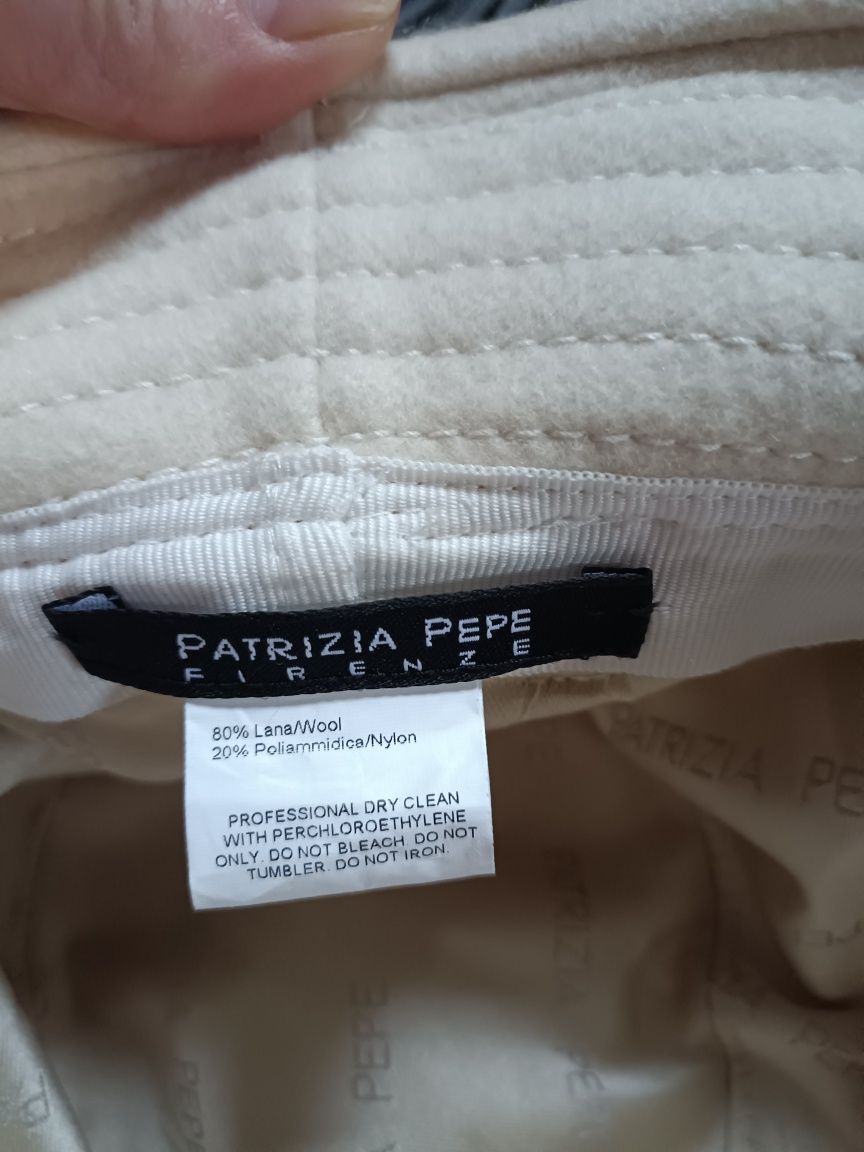 PATRIZIA PEPE
FIRENZE
80% Lana/Wool
20% Poliammidica/Nylon
PROFESSIONAL DRY CLEAN
WITH PERCHLOROETHYLENE
ONLY. DO NOT BLEACH. DO NOT
TUMBLER. DO NOT IRON.
PATRIZIA PE
PEPE